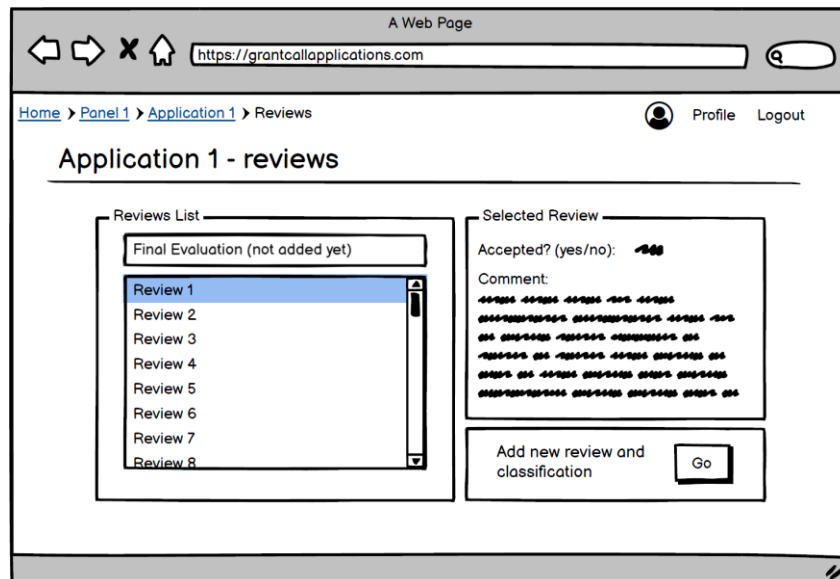 A Web Page
https://grantcallapplications.com
Home > Panel 1 > Application 1 > Reviews
Profile Logout
Application 1 - reviews
Reviews List
Final Evaluation (not added yet)
Review 1
Review 2
Review 3
Review 4
Review 5
Review 6
Review 7
Review 8
Selected Review
Accepted? (yes/no):
Comment:
Add new review and
classification
Go